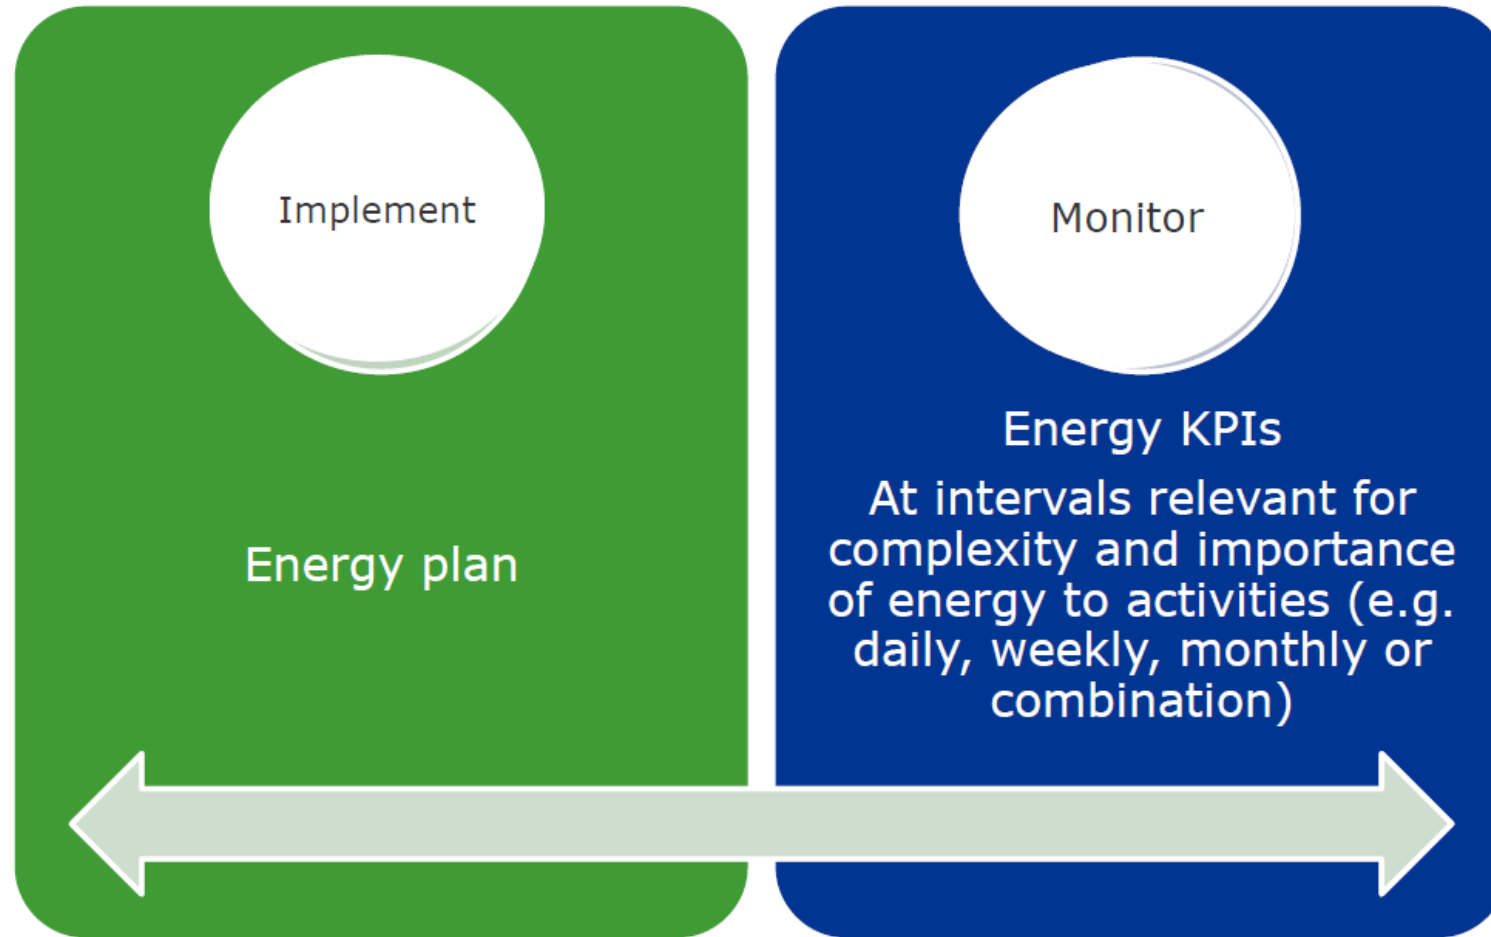 Implement
Energy plan
Monitor
Energy KPIs
At intervals relevant for
complexity and importance
of energy to activities (e.g.
daily, weekly, monthly or
combination)